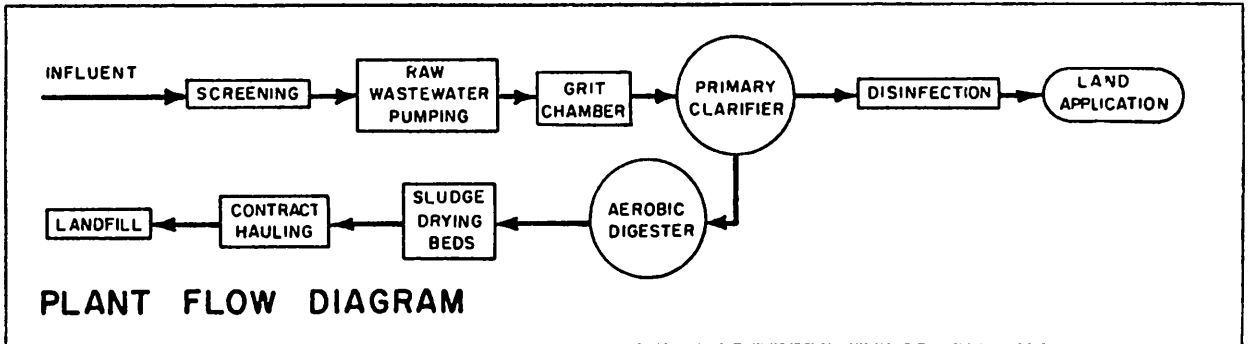 INFLUENT
SCREENING
RAW
WASTEWATER
PUMPING
GRIT
CHAMBER
PRIMARY
CLARIFIER
DISINFECTION
LAND
APPLICATION
AEROBIC
DIGESTER
SLUDGE
DRYING
BEDS
CONTRACT
HAULING
LANDFILL
PLANT FLOW DIAGRAM